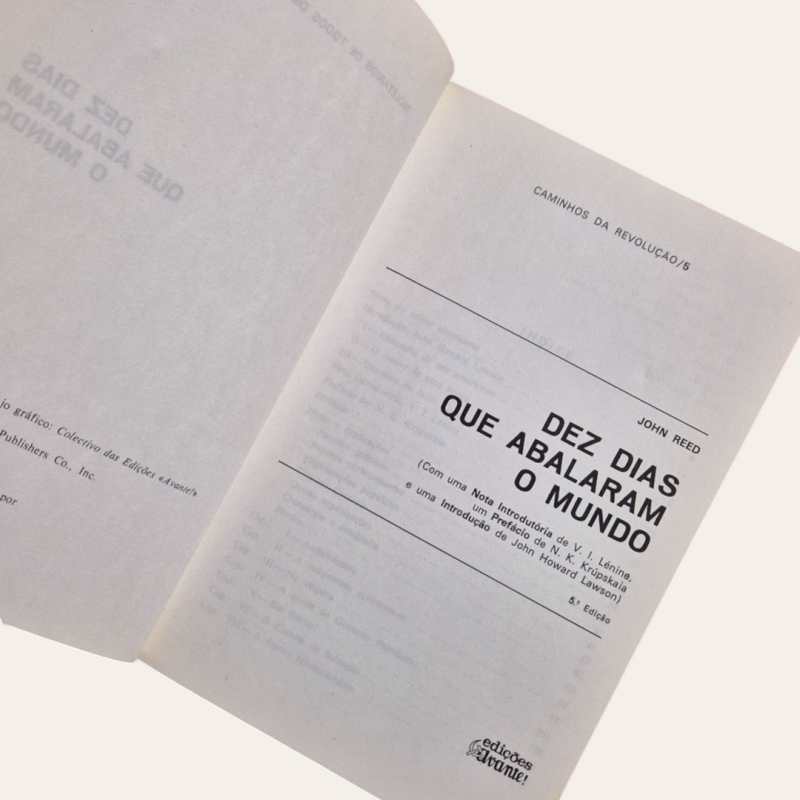 jo gráfico: Colectivo das Edições «Avante!»
Publishers Co., Inc.
por
CAMINHOS DA REVOLUÇÃO/5
JOHN REED
DEZ DIAS
QUE ABALARAM
O MUNDO
(Com uma Nota Introdutória de V. I. Lénine,
um Prefácio de N. K. Krúpskaia
e uma Introdução de John Howard Lawson)
5.ª Edição
edições
Avante!